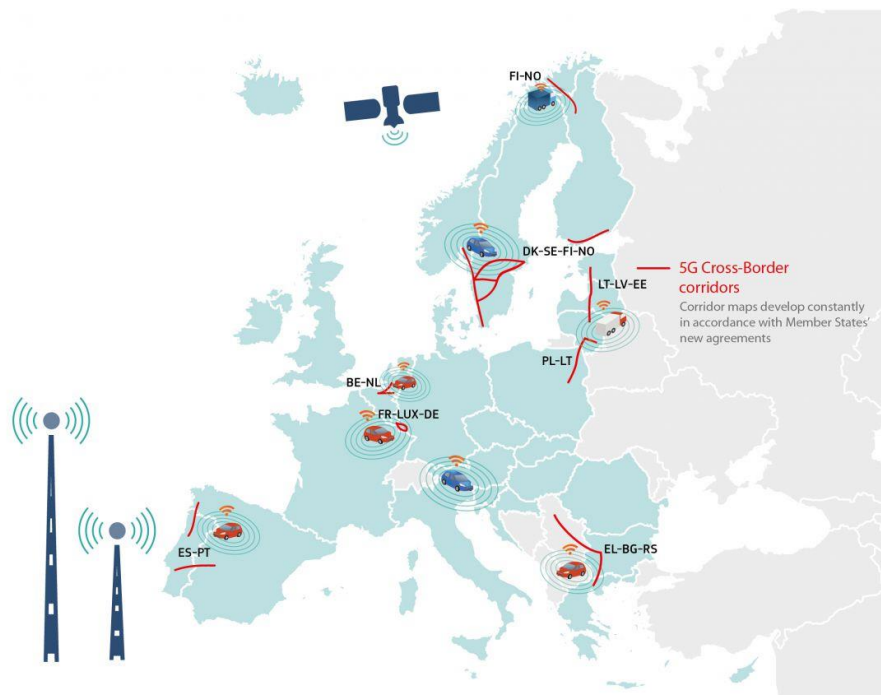 FI-NO
DK-SE-FI-NO
5G Cross-Border
corridors
Corridor maps develop constantly
in accordance with Member States'
new agreements
LT-LV-EE
PL-LT
BE-NL
FR-LUX-DE
ES-PT
EL-BG-RS